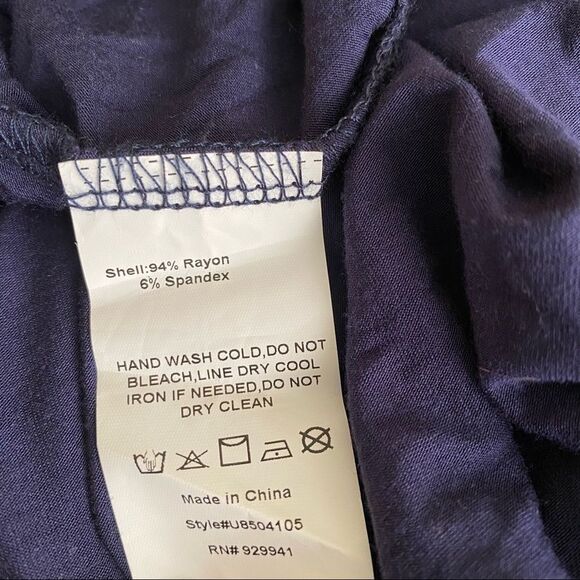 Shell:94% Rayon
6% Spandex
HAND WASH COLD,DO NOT
BLEACH,LINE DRY COOL
IRON IF NEEDED,DO NOT
DRY CLEAN
Made in China
Style#U8504105
RN# 929941